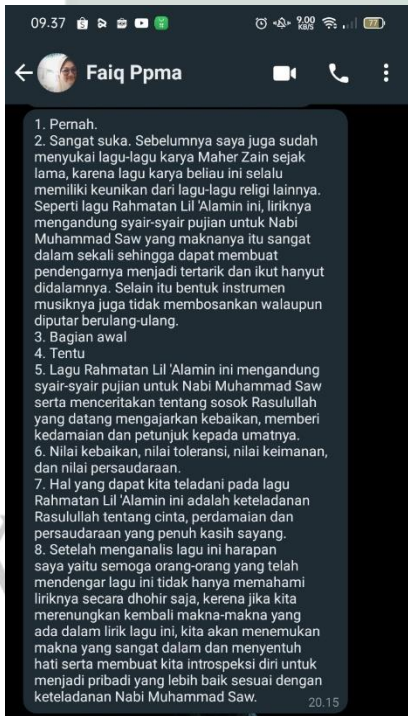 09.37
9.00
KB/S
77
Faiq Ppma
1. Pernah.
2. Sangat suka. Sebelumnya saya juga sudah
menyukai lagu-lagu karya Maher Zain sejak
lama, karena lagu karya beliau ini selalu
memiliki keunikan dari lagu-lagu religi lainnya.
Seperti lagu Rahmatan Lil 'Alamin ini, liriknya
mengandung syair-syair pujian untuk Nabi
Muhammad Saw yang maknanya itu sangat
dalam sekali sehingga dapat membuat
pendengarnya menjadi tertarik dan ikut hanyut
didalamnya. Selain itu bentuk instrumen
musiknya juga tidak membosankan walaupun
diputar berulang-ulang.
3. Bagian awal
4. Tentu
5. Lagu Rahmatan Lil 'Alamin ini mengandung
syair-syair pujian untuk Nabi Muhammad Saw
serta menceritakan tentang sosok Rasulullah
yang datang mengajarkan kebaikan, memberi
kedamaian dan petunjuk kepada umatnya.
6. Nilai kebaikan, nilai toleransi, nilai keimanan,
dan nilai persaudaraan.
7. Hal yang dapat kita teladani pada lagu
Rahmatan Lil 'Alamin ini adalah keteladanan
Rasulullah tentang cinta, perdamaian dan
persaudaraan yang penuh kasih sayang.
8. Setelah menganalis lagu ini harapan
saya yaitu semoga orang-orang yang telah
mendengar lagu ini tidak hanya memahami
liriknya secara dhohir saja, kerena jika kita
merenungkan kembali makna-makna yang
ada dalam lirik lagu ini, kita akan menemukan
makna yang sangat dalam dan menyentuh
hati serta membuat kita introspeksi diri untuk
menjadi pribadi yang lebih baik sesuai dengan
keteladanan Nabi Muhammad Saw.
20.15